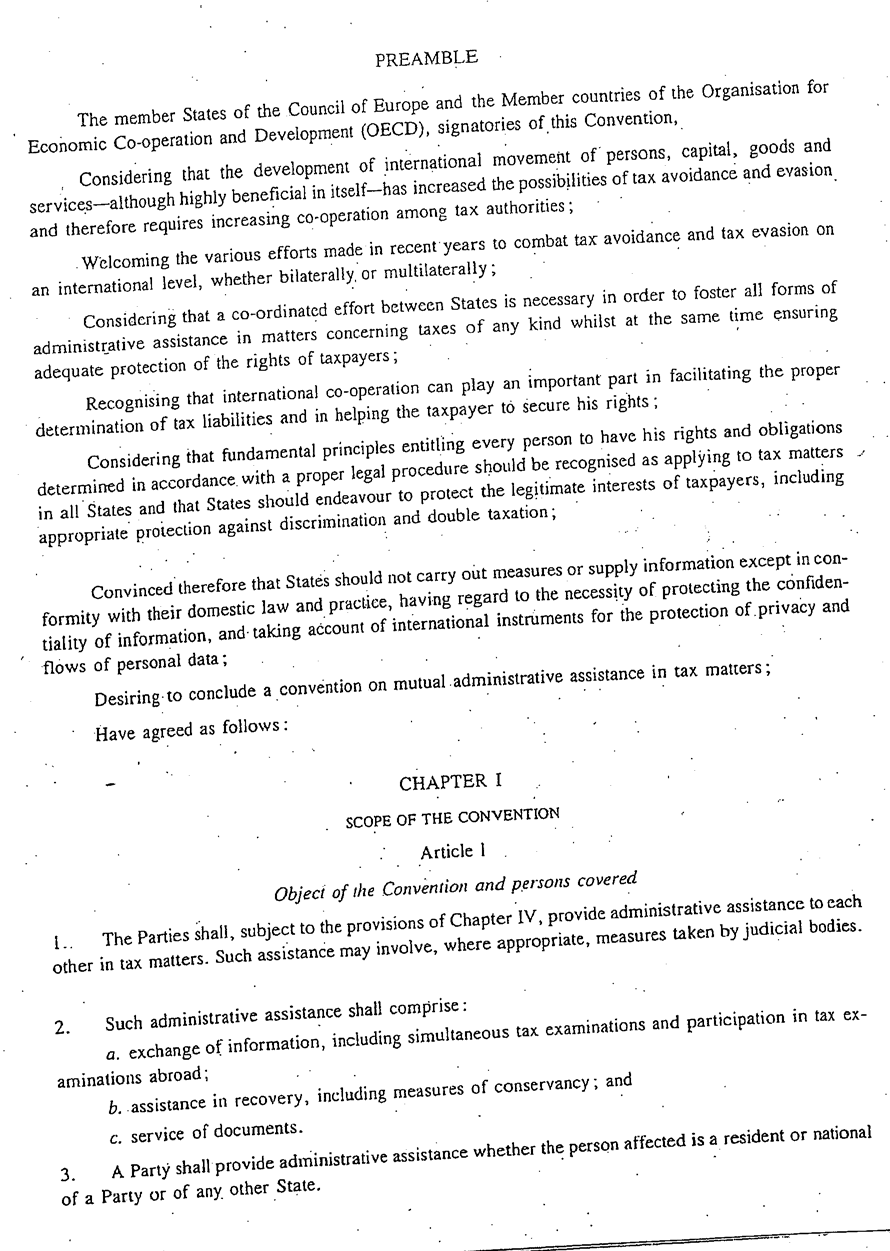 PREAMBLE
The member States of the Council of Europe and the Member countries of the Organisation for
Economic Co-operation and Development (OECD), signatories of this Convention,
Considering that the development of international movement of persons, capital, goods and
services—although highly beneficial in itself—has increased the possibilities of tax avoidance and evasion
and therefore requires increasing co-operation among tax authorities;
Welcoming the various efforts made in recent years to combat tax avoidance and tax evasion on
an international level, whether bilaterally or multilaterally;
Considering that a co-ordinated effort between States is necessary in order to foster all forms of
administrative assistance in matters concerning taxes of any kind whilst at the same time ensuring
adequate protection of the rights of taxpayers;
Recognising that international co-operation can play an important part in facilitating the proper
determination of tax liabilities and in helping the taxpayer to secure his rights;
Considering that fundamental principles entitling every person to have his rights and obligations
determined in accordance with a proper legal procedure should be recognised as applying to tax matters
in all States and that States should endeavour to protect the legitimate interests of taxpayers, including
appropriate protection against discrimination and double taxation;
Convinced therefore that States should not carry out measures or supply information except in con-
formity with their domestic law and practice, having regard to the necessity of protecting the confiden-
tiality of information, and taking account of international instruments for the protection of privacy and
flows of personal data;
Desiring to conclude a convention on mutual administrative assistance in tax matters;
Have agreed as follows:
CHAPTER I
SCOPE OF THE CONVENTION
Article 1
Object of the Convention and persons covered
1. The Parties shall, subject to the provisions of Chapter IV, provide administrative assistance to each
other in tax matters. Such assistance may involve, where appropriate, measures taken by judicial bodies.
2. Such administrative assistance shall comprise:
a. exchange of information, including simultaneous tax examinations and participation in tax ex-
aminations abroad;
b. assistance in recovery, including measures of conservancy; and
c. service of documents.
3. A Party shall provide administrative assistance whether the person affected is a resident or national
of a Party or of any other State.